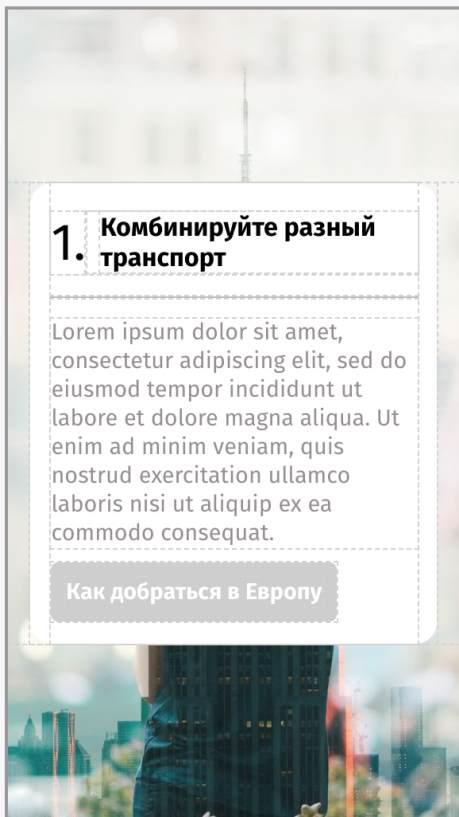 1. Комбинируйте разный
транспорт
Lorem ipsum dolor sit amet,
consectetur adipiscing elit, sed do
eiusmod tempor incididunt ut
labore et dolore magna aliqua. Ut
enim ad minim veniam, quis
nostrud exercitation ullamco
laboris nisi ut aliquip ex ea
commodo consequat.
Как добраться в Европу